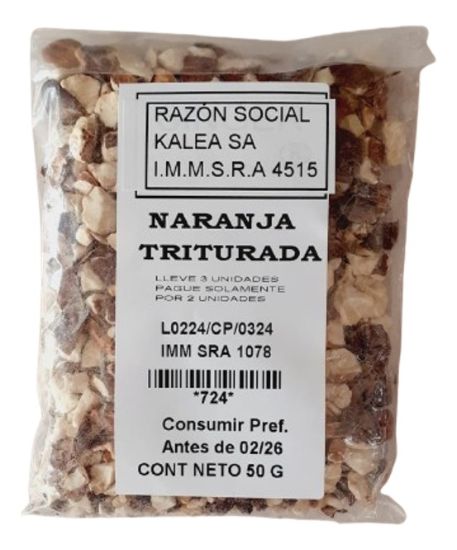 RAZÓN SOCIAL
KALEA SA
I.M.M.S.R.A 4515
NARANJA
TRITURADA
LLEVE 3 UNIDADES
PAGUE SOLAMENTE
POR 2 UNIDADES
L0224/CP/0324
IMM SRA 1078
*724*
Consumir Pref.
Antes de 02/26
CONT NETO 50 G